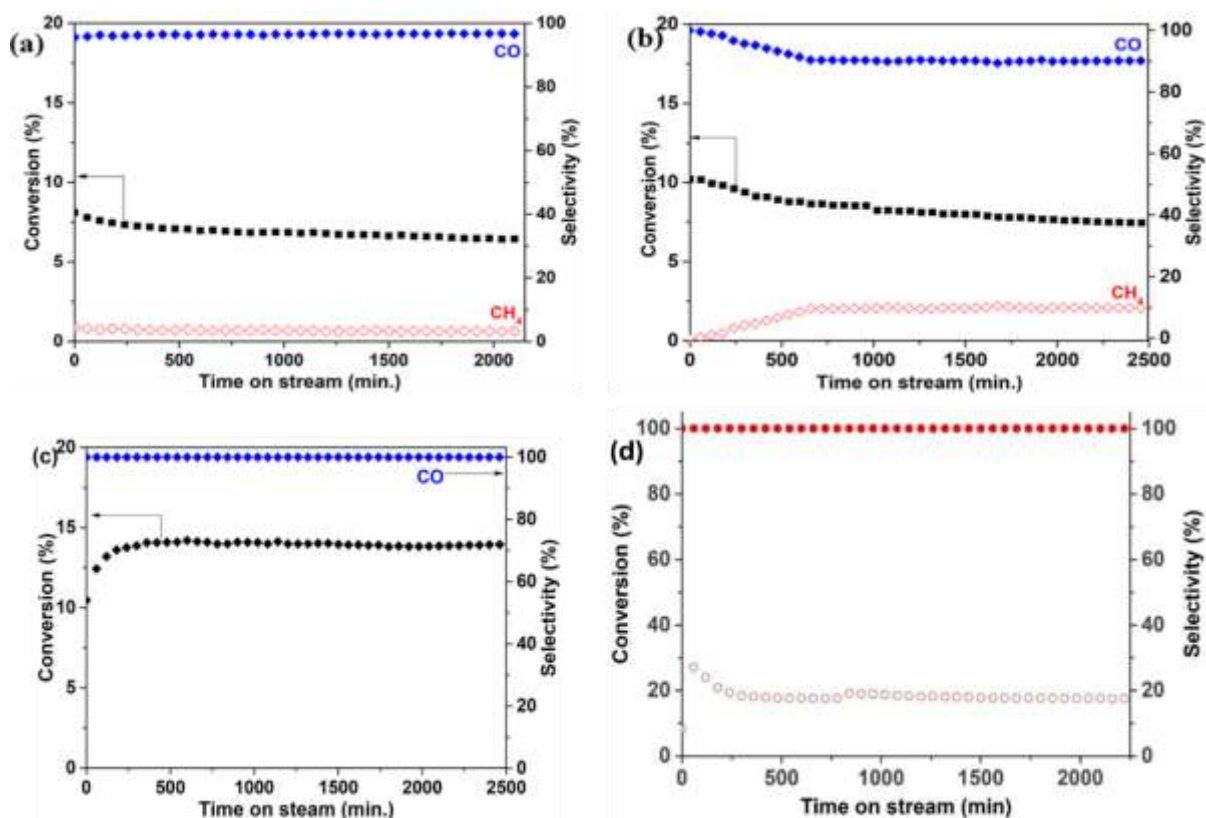 (a)
Conversion (%)
20
15
10
5
0
CO
CH4
100
80
60
40
20
0
Selectivity (%)
0 500 1000 1500 2000
Time on stream (min.)
(b)
Conversion (%)
20
15
10
5
0
CO
CH4
100
80
60
40
20
0
Selectivity (%)
0 500 1000 1500 2000 2500
Time on stream (min.)
(c)
Conversion (%)
20
15
10
5
0
CO
100
80
60
40
20
0
Selectivity (%)
0 500 1000 1500 2000 2500
Time on steam (min.)
(d)
Conversion (%)
100
80
60
40
20
0
100
80
60
40
20
0
Selectivity (%)
0 500 1000 1500 2000
Time on stream (min)